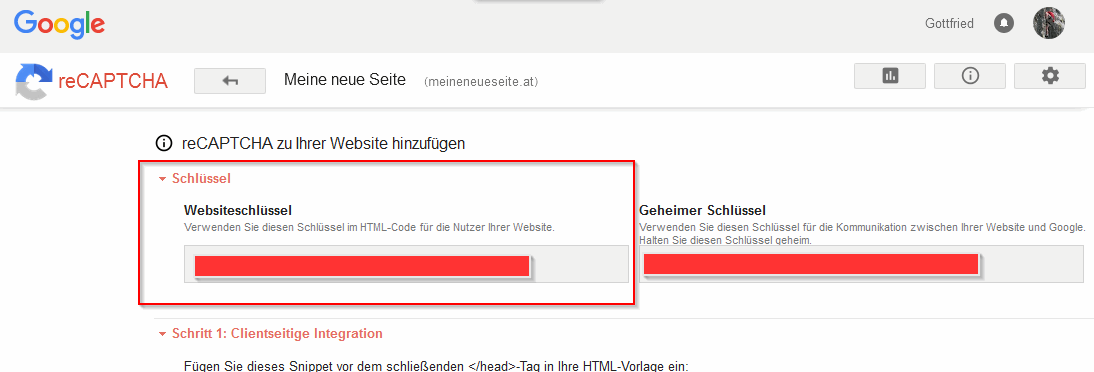 Google
Gottfried
reCAPTCHA
Meine neue Seite (meineneueseite.at)
reCAPTCHA zu Ihrer Website hinzufügen
Schlüssel
Websiteschlüssel
Verwenden Sie diesen Schlüssel im HTML-Code für die Nutzer Ihrer Website.
Geheimer Schlüssel
Verwenden Sie diesen Schlüssel für die Kommunikation zwischen Ihrer Website und Google.
Halten Sie diesen Schlüssel geheim.
Schritt 1: Clientseitige Integration
Fügen Sie dieses Snippet vor dem schließenden </head>-Tag in Ihre HTML-Vorlage ein: